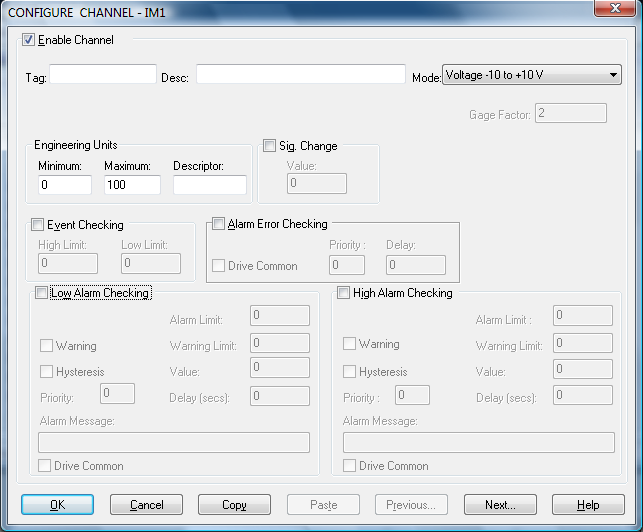 CONFIGURE CHANNEL - IM1
Enable Channel
Tag: Desc: Mode: Voltage -10 to +10 V
Gage Factor: 2
Engineering Units
Minimum: Maximum: Descriptor:
0 100
Sig. Change
Value:
0
Event Checking
High Limit: Low Limit:
0 0
Alarm Error Checking
Priority : Delay:
Drive Common 0 0
Low Alarm Checking
Alarm Limit: 0
Warning Warning Limit: 0
Hysteresis Value: 0
Priority: 0 Delay (secs): 0
Alarm Message:
Drive Common
High Alarm Checking
Alarm Limit : 0
Warning Warning Limit: 0
Hysteresis Value: 0
Priority : 0 Delay (secs): 0
Alarm Message:
Drive Common
OK Cancel Copy Paste Previous... Next... Help